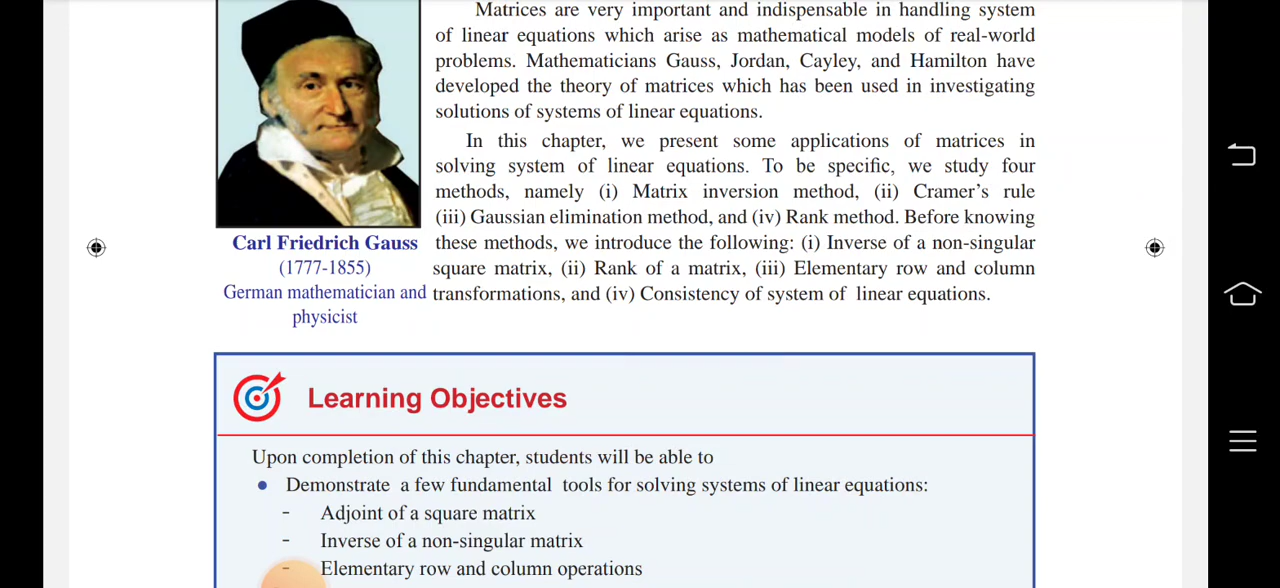 Matrices are very important and indispensable in handling system
of linear equations which arise as mathematical models of real-world
problems. Mathematicians Gauss, Jordan, Cayley, and Hamilton have
developed the theory of matrices which has been used in investigating
solutions of systems of linear equations.
In this chapter, we present some applications of matrices in
solving system of linear equations. To be specific, we study four
methods, namely (i) Matrix inversion method, (ii) Cramer's rule
(iii) Gaussian elimination method, and (iv) Rank method. Before knowing
these methods, we introduce the following: (i) Inverse of a non-singular
square matrix, (ii) Rank of a matrix, (iii) Elementary row and column
transformations, and (iv) Consistency of system of linear equations.
Carl Friedrich Gauss
(1777-1855)
German mathematician and
physicist
Learning Objectives
Upon completion of this chapter, students will be able to
● Demonstrate a few fundamental tools for solving systems of linear equations:
- Adjoint of a square matrix
- Inverse of a non-singular matrix
- Elementary row and column operations